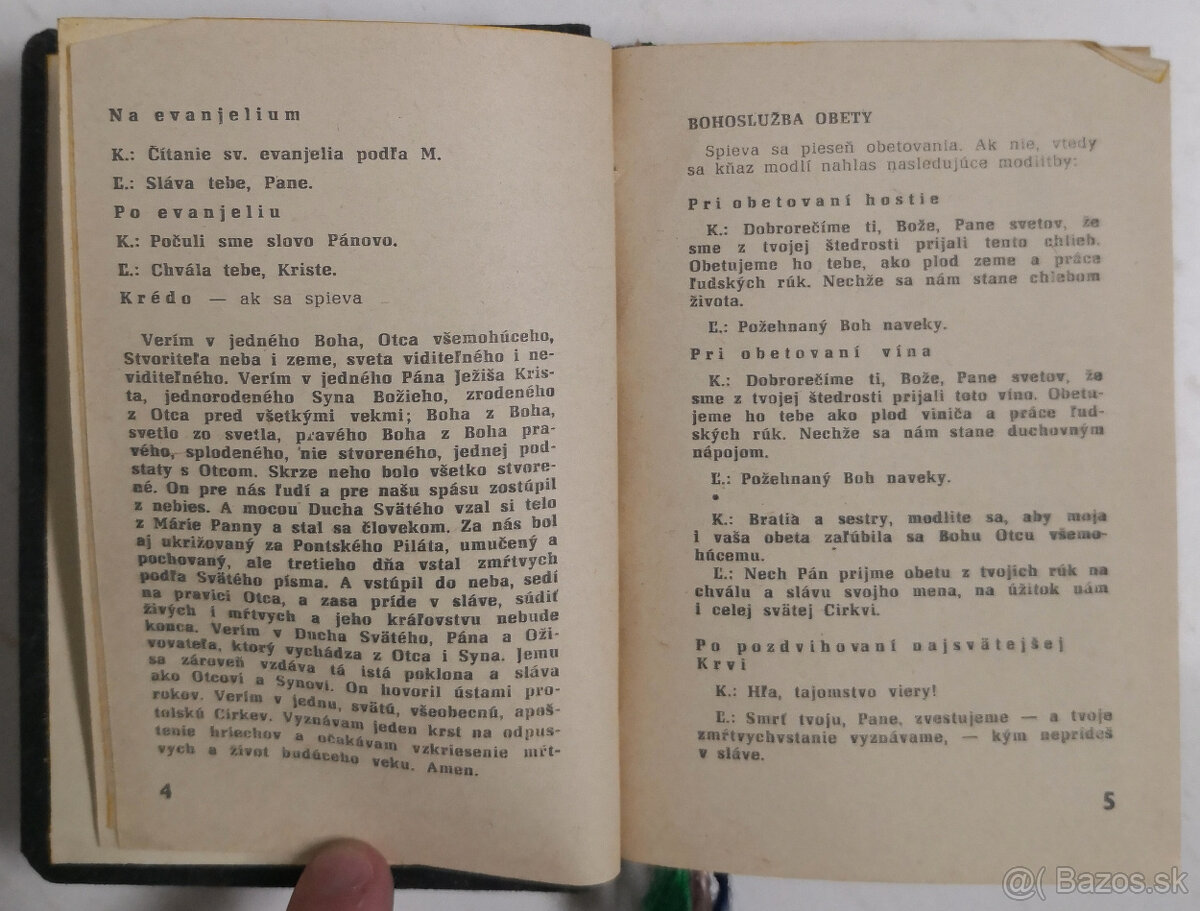 Na evanjelium
K.: Čítanie sv. evanjelia podľa M.
Ľ.: Sláva tebe, Pane.
Po evanjeliu
K.: Počuli sme slovo Pánovo.
Ľ.: Chvála tebe, Kriste.
Krédo — ak sa spieva
Verím v jedného Boha, Otca všemohúceho,
Stvoriteľa neba i zeme, sveta viditeľného i ne-
viditeľného. Verím v jedného Pána Ježiša Kris-
ta, jednorodeného Syna Božieho, zrodeného
z Otca pred všetkými vekmi; Boha z Boha,
svetlo zo svetla, pravého Boha z Boha pra-
vého, splodeného, nie stvoreného, jednej pod-
staty s Otcom. Skrze neho bolo všetko stvore-
né. On pre nás ľudí a pre našu spásu zostúpil
z nebies. A mocou Ducha Svätého vzal si telo
z Márie Panny a stal sa človekom. Za nás bol
aj ukrižovaný za Pontského Piláta, umučený a
pochovaný, ale tretieho dňa vstal zmŕtvych
podľa Svätého písma. A vstúpil do neba, sedí
na pravici Otca, a zasa príde v sláve, súdiť
živých i mŕtvych a jeho kráľovstvu nebude
konca. Verím v Ducha Svätého, Pána a Oži-
vovateľa, ktorý vychádza z Otca i Syna. Jemu
sa zároveň vzdáva tá istá poklona a sláva
ako Otcovi a Synovi. On hovoril ústami pro-
rokov. Verím v jednu, svätú, všeobecnú, apoš-
tolskú Cirkev. Vyznávam jeden krst na odpus-
tenie hriechov a očakávam vzkriesenie mŕt-
vych a život budúceho veku. Amen.
4
BOHOSLUŽBA OBETY
Spieva sa pieseň obetovania. Ak nie, vtedy
sa kňaz modlí nahlas nasledujúce modlitby:
Pri obetovaní hostie
K.: Dobrorečíme ti, Bože, Pane svetov, že
sme z tvojej štedrosti prijali tento chlieb.
Obetujeme ho tebe, ako plod zeme a práce
ľudských rúk. Nechže sa nám stane chlebom
života.
Ľ.: Požehnaný Boh naveky.
Pri obetovaní vína
K.: Dobrorečíme ti, Bože, Pane svetov, že
sme z tvojej štedrosti prijali toto víno. Obetu-
jeme ho tebe ako plod viniča a práce ľud-
ských rúk. Nechže sa nám stane duchovným
nápojom.
Ľ.: Požehnaný Boh naveky.
K.: Bratia a sestry, modlite sa, aby moja
i vaša obeta zaľúbila sa Bohu Otcu všemo-
húcemu.
Ľ.: Nech Pán prijme obetu z tvojich rúk na
chválu a slávu svojho mena, na úžitok nám
i celej svätej Cirkvi.
Po pozdvihovaní najsvätejšej
Krvi
K.: Hľa, tajomstvo viery!
Ľ.: Smrť tvoju, Pane, zvestujeme — a tvoje
zmŕtvychvstanie vyznávame, — kým neprídeš
v sláve.
5
@( Bazos.sk